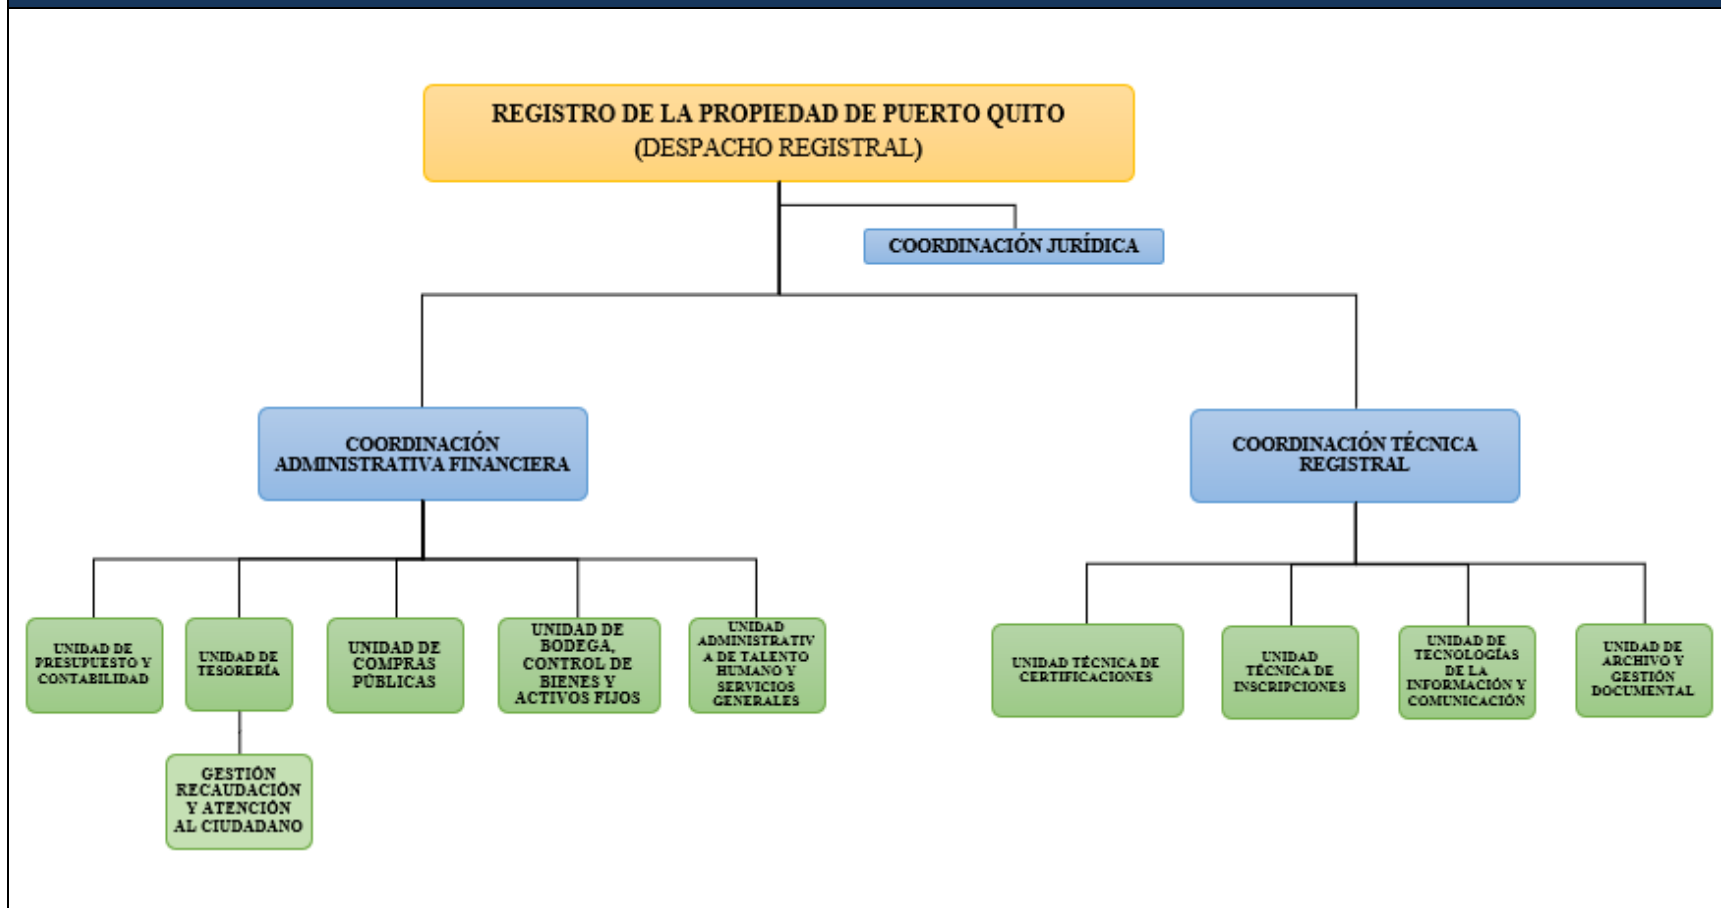 REGISTRO DE LA PROPIEDAD DE PUERTO QUITO
(DESPACHO REGISTRAL)
COORDINACIÓN JURÍDICA
COORDINACIÓN
ADMINISTRATIVA FINANCIERA
COORDINACIÓN TÉCNICA
REGISTRAL
UNIDAD DE
PRESUPUESTO Y
CONTABILIDAD
UNIDAD DE
TESORERÍA
UNIDAD DE
COMPRAS
PÚBLICAS
UNIDAD DE
BODEGA,
CONTROL DE
BIENES Y
ACTIVOS FIJOS
UNIDAD
ADMINISTRATIV
A DE TALENTO
HUMANO Y
SERVICIOS
GENERALES
UNIDAD TÉCNICA DE
CERTIFICACIONES
UNIDAD
TÉCNICA DE
INSCRIPCIONES
UNIDAD DE
TECNOLOGÍAS
DE LA
INFORMACIÓN Y
COMUNICACIÓN
UNIDAD DE
ARCHIVO Y
GESTIÓN
DOCUMENTAL
GESTIÓN
RECAUDACIÓN
Y ATENCIÓN
AL CIUDADANO